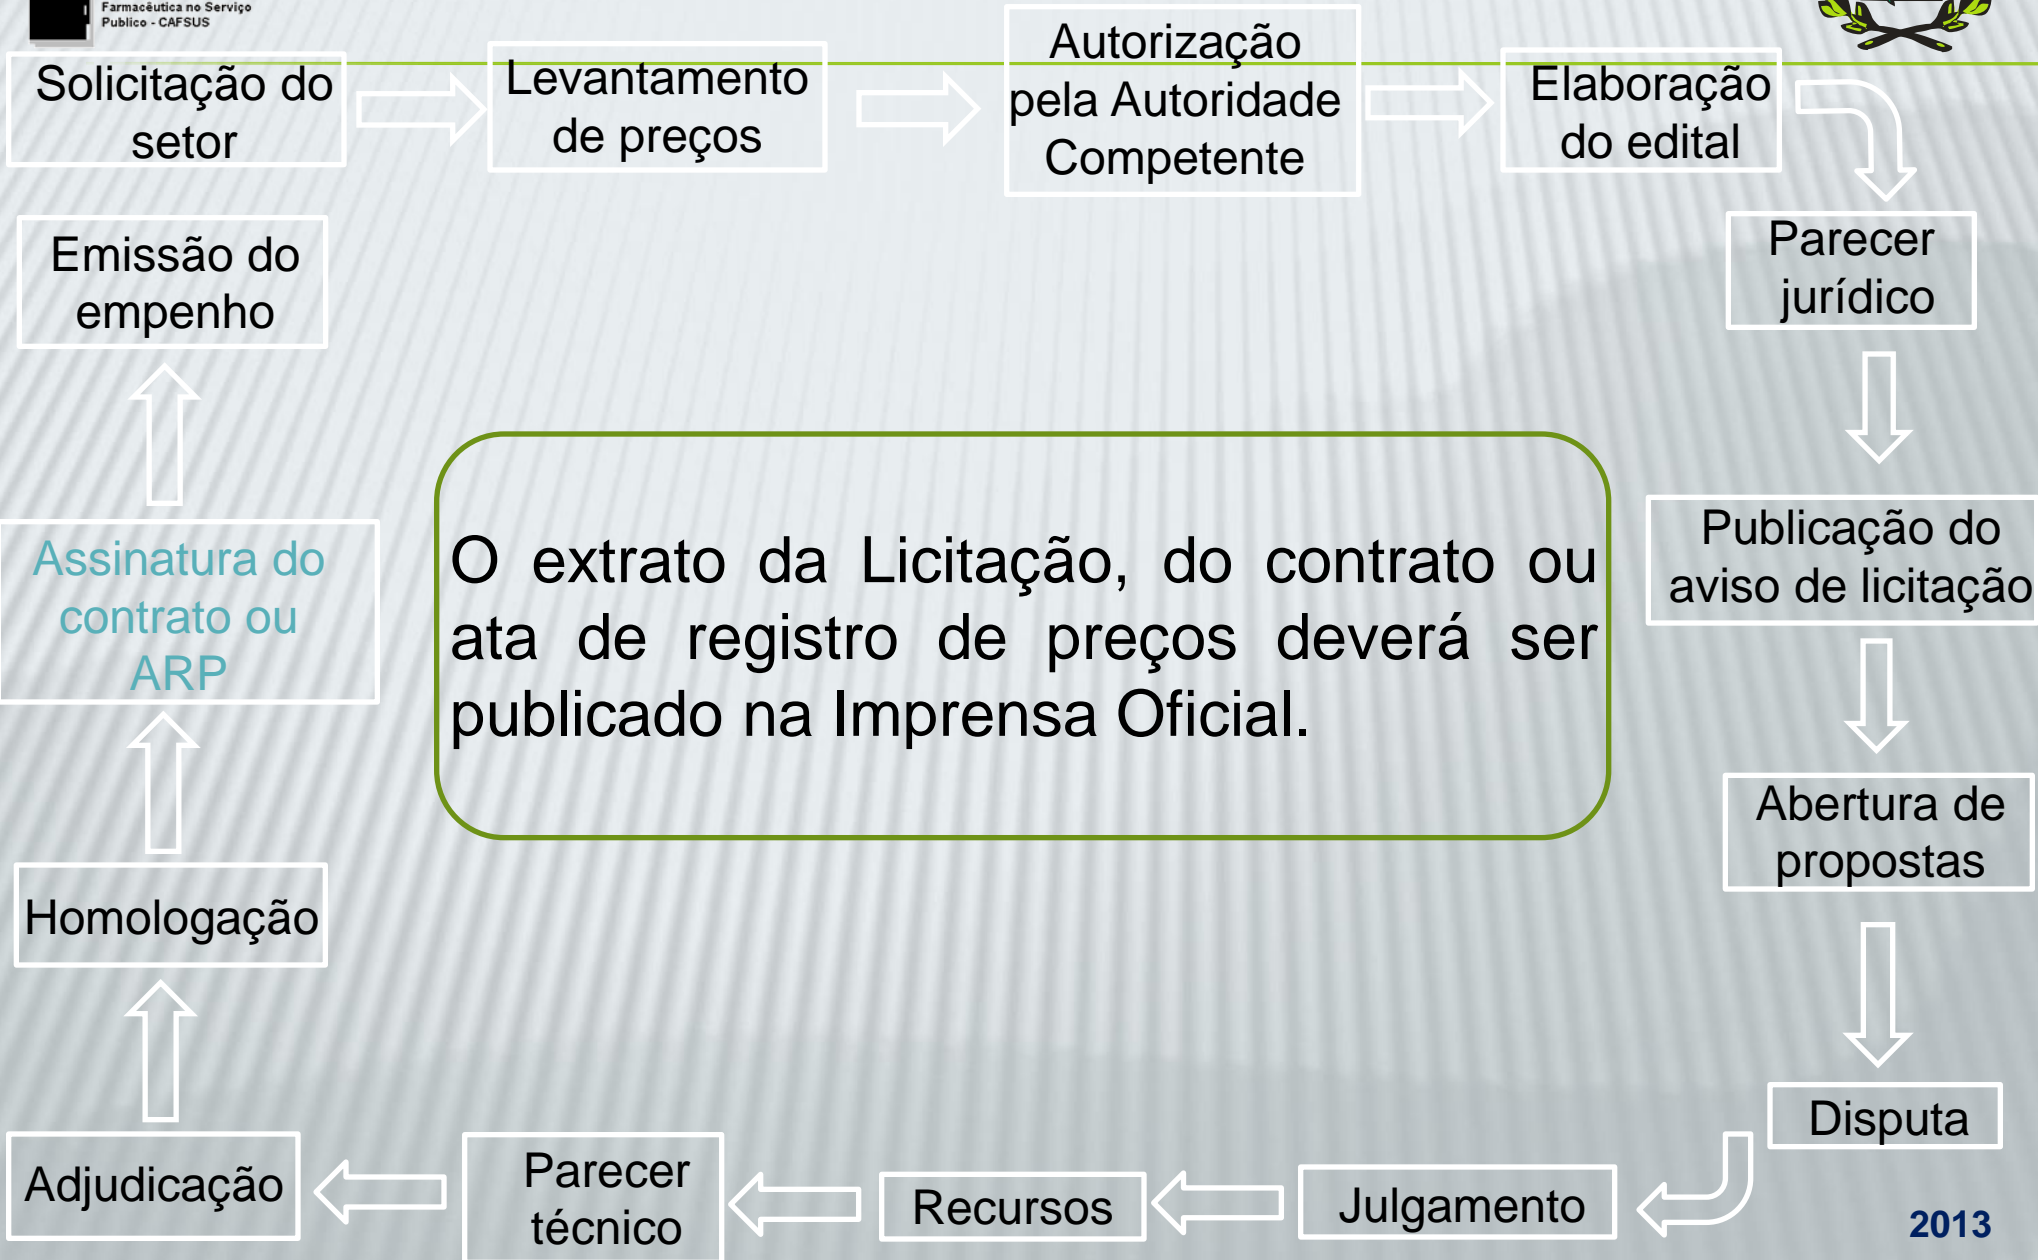 Farmacêutica no Serviço
Publico - CAFSUS
Solicitação do
setor
Levantamento
de preços
Autorização
pela Autoridade
Competente
Elaboração
do edital
Parecer
jurídico
Publicação do
aviso de licitação
Abertura de
propostas
Disputa
Julgamento
Recursos
Parecer
técnico
Adjudicação
Homologação
Assinatura do
contrato ou
ARP
Emissão do
empenho
O extrato da Licitação, do contrato ou
ata de registro de preços deverá ser
publicado na Imprensa Oficial.
2013